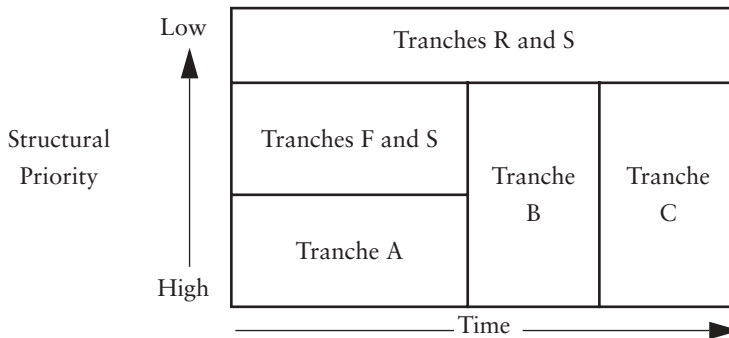 Low
Tranches R and S
Structural
Priority
Tranches F and S
Tranche
B
Tranche
C
Tranche A
High
Time